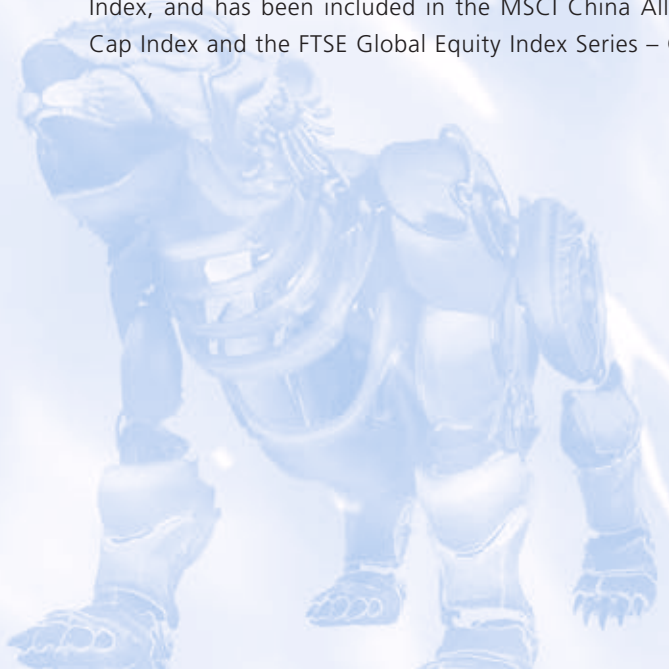 Index, and has been included in the MSCI China All
Cap Index and the FTSE Global Equity Index Series –